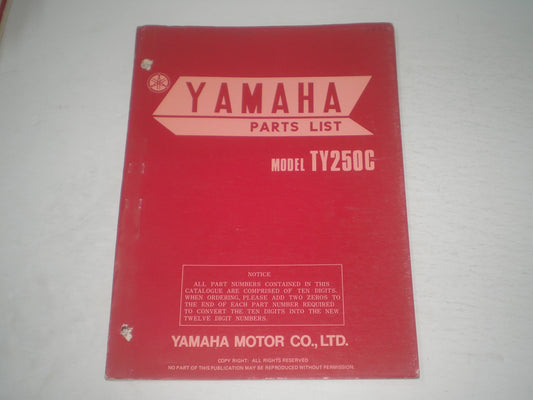 YAMAHA
PARTS LIST
MODEL TY250C
NOTICE
ALL PART NUMBERS CONTAINED IN THIS
CATALOGUE ARE COMPRISED OF TEN DIGITS.
WHEN ORDERING, PLEASE ADD TWO ZEROS TO
THE END OF EACH PART NUMBER REQUIRED
TO CONVERT THE TEN DIGITS INTO THE NEW
TWELVE DIGIT NUMBERS.
YAMAHA MOTOR CO., LTD.
COPY RIGHT: ALL RIGHTS RESERVED
NO PART OF THIS PUBLICATION MAY BE REPRODUCED WITHOUT PERMISSION.